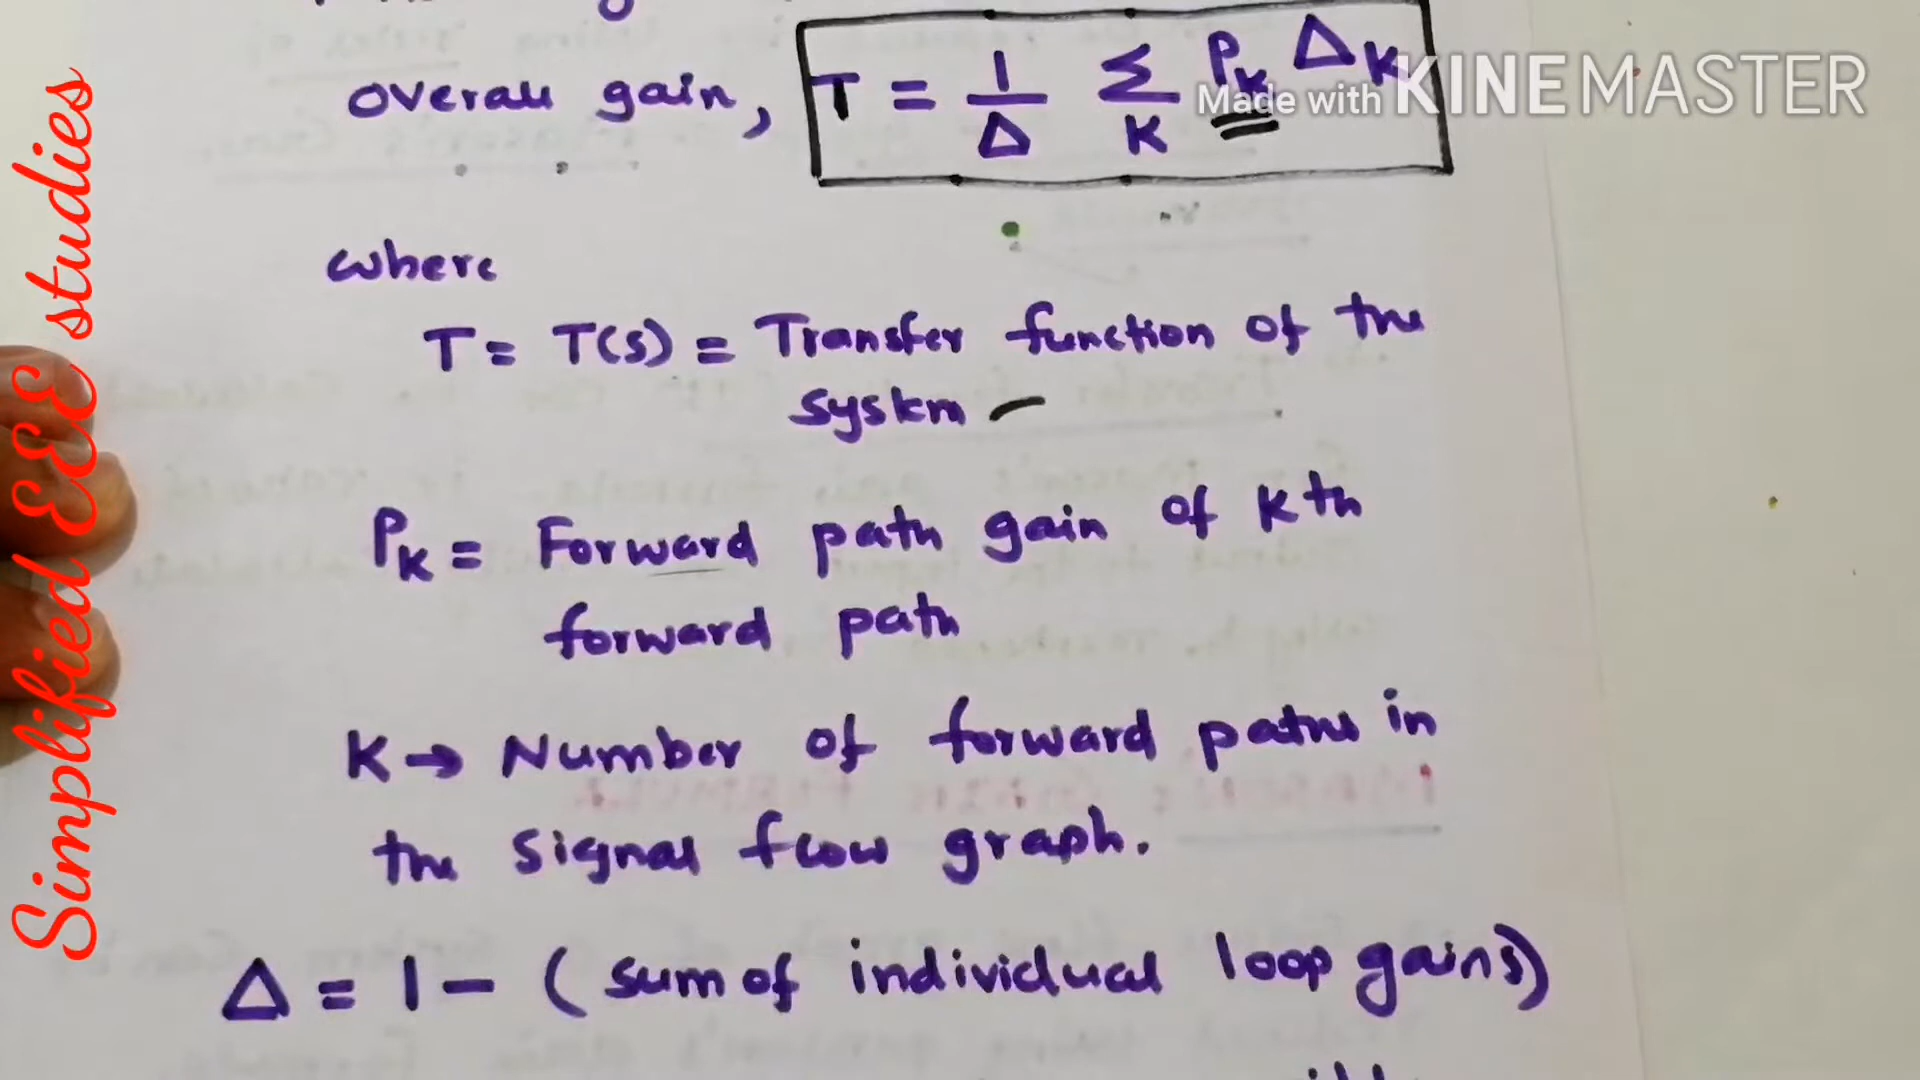 overall gain, T = 1/Δ Σ_K P_K Δ_K
Made with KINEMASTER
where
T = T(s) = Transfer function of the
system
P_K = Forward path gain of Kth
forward path
K → Number of forward paths in
the signal flow graph.
Δ = 1 - (sum of individual loop gains)
Simplified EEE studies